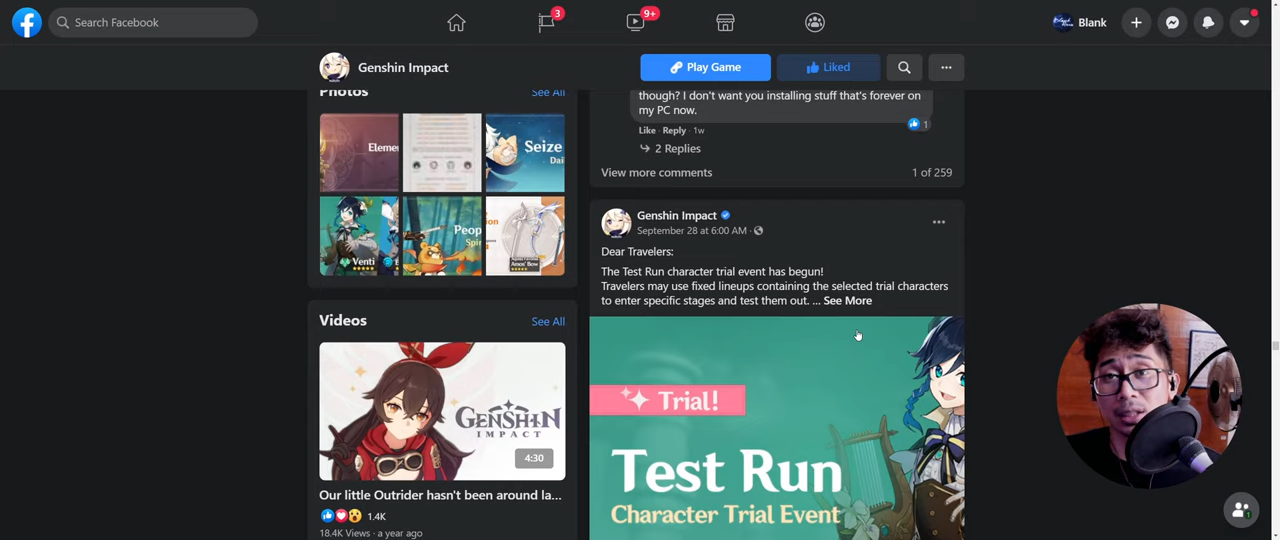 Search Facebook
3
9+
Blank
Genshin Impact
Play Game
Liked
Photos
See All
Elemen
Seize
Dai
Venti
Peop
Spir
Amos' Bow
Videos
See All
GENSHIN
IMPACT
4:30
Our little Outrider hasn't been around la...
1.4K
18.4K Views · a year ago
though? I don't want you installing stuff that's forever on
my PC now.
1
Like · Reply · 1w
2 Replies
View more comments
1 of 259
Genshin Impact
September 28 at 6:00 AM ·
Dear Travelers:
The Test Run character trial event has begun!
Travelers may use fixed lineups containing the selected trial characters
to enter specific stages and test them out. ... See More
Trial!
Test Run
Character Trial Event
1